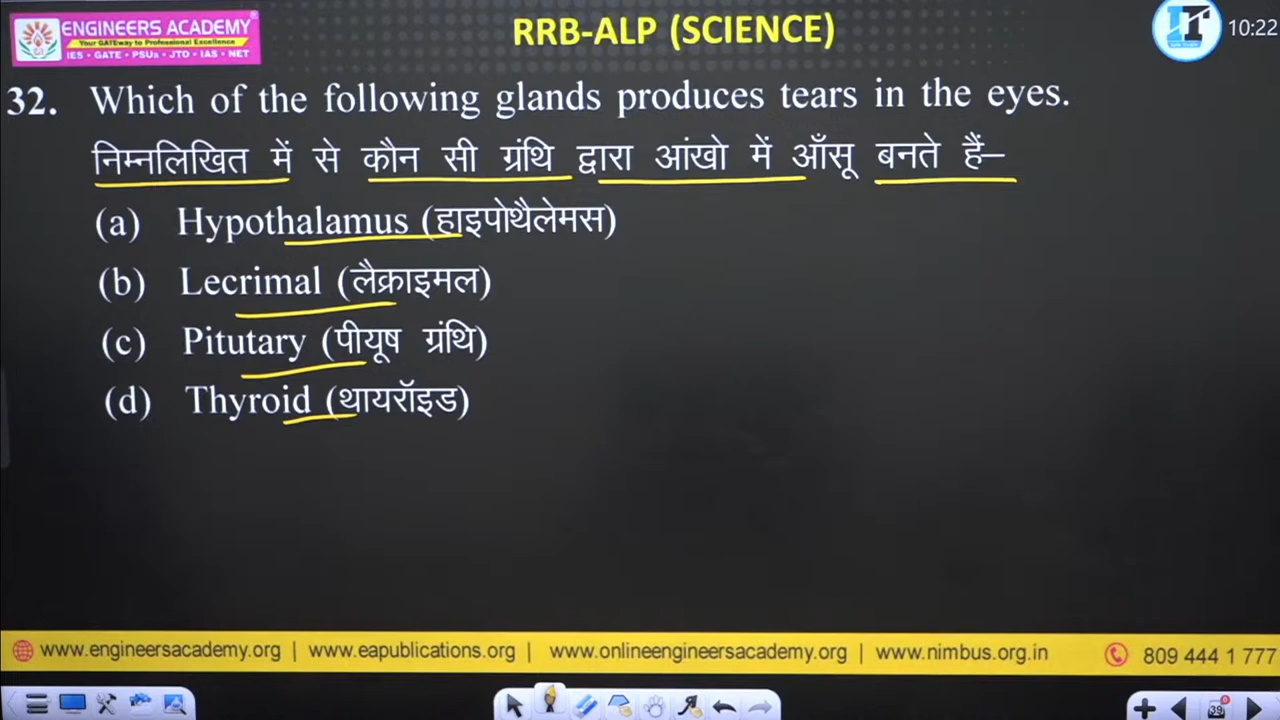 ENGINEERS ACADEMY
Your GATEway to Professional Excellence
IES • GATE • PSUs • JTO • IAS • NET
RRB-ALP (SCIENCE)
10:22
32. Which of the following glands produces tears in the eyes.
निम्नलिखित में से कौन सी ग्रंथि द्वारा आंखो में आँसू बनते हैं–
(a) Hypothalamus (हाइपोथैलेमस)
(b) Lecrimal (लैक्राइमल)
(c) Pitutary (पीयूष ग्रंथि)
(d) Thyroid (थायरॉइड)
www.engineersacademy.org | www.eapublications.org | www.onlineengineersacademy.org | www.nimbus.org.in 809 444 1 777
39